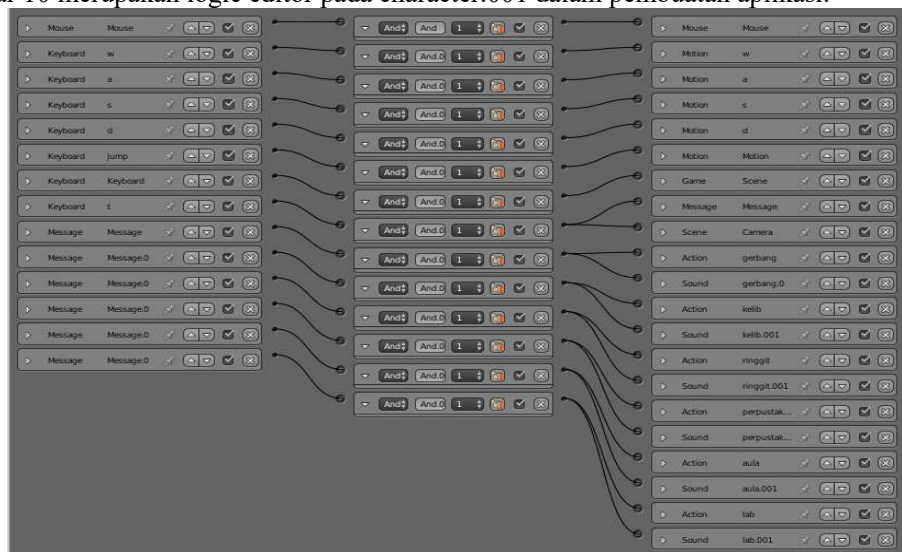 ar 10 merupakan logic editor pada character.001 dalam pembuatan aplikasi.
Mouse Mouse
Keyboard w
Keyboard a
Keyboard s
Keyboard d
Keyboard jump
Keyboard Keyboard
Keyboard t
Message Message
Message Message.0
Message Message.0
Message Message.0
Message Message.0
Message Message.0
And And 1
And And.0 1
And And.0 1
And And.0 1
And And.0 1
And And.0 1
And And.0 1
And And.0 1
And And.0 1
And And.0 1
And And.0 1
And And.0 1
And And.0 1
And And.0 1
Mouse Mouse
Motion w
Motion a
Motion s
Motion d
Motion Motion
Game Scene
Message Message
Scene Camera
Action gerbang
Sound gerbang.0
Action kelib
Sound kelib.001
Action ringgit
Sound ringgit.001
Action perpustak...
Sound perpustak...
Action aula
Sound aula.001
Action lab
Sound lab.001